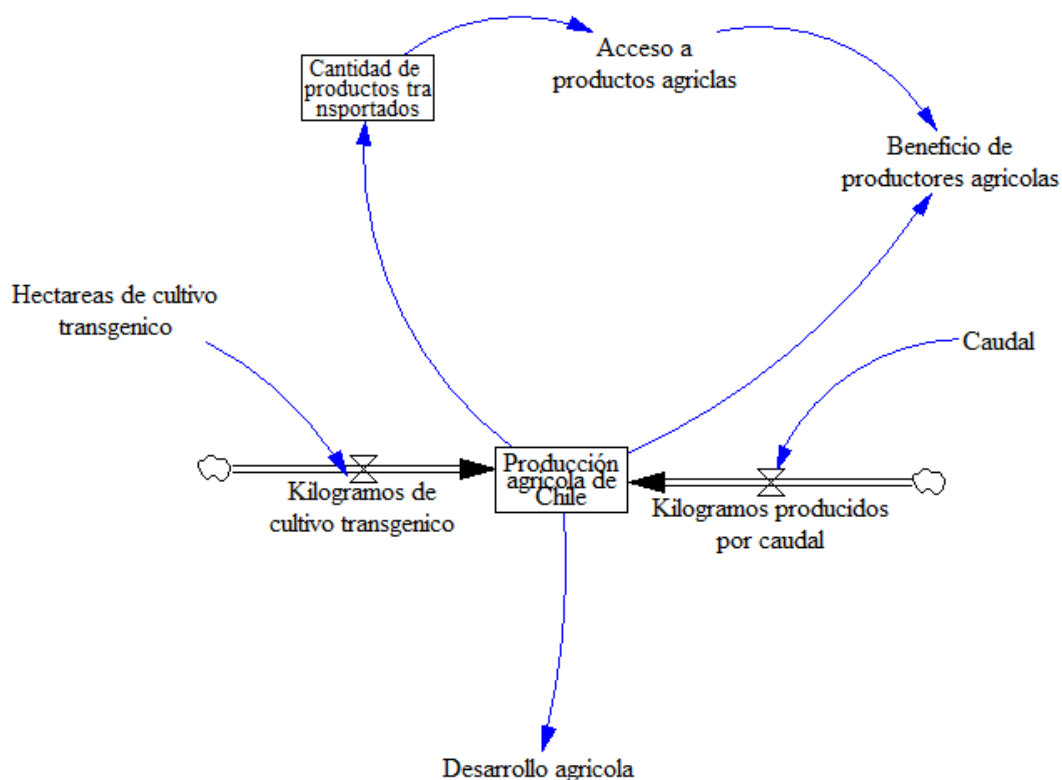 Cantidad de
productos tra
nsportados
Acceso a
productos agriclas
Beneficio de
productores agricolas
Hectareas de cultivo
transgenico
Caudal
Producción
agrícola de
Chile
Kilogramos de
cultivo transgenico
Kilogramos producidos
por caudal
Desarrollo agricola